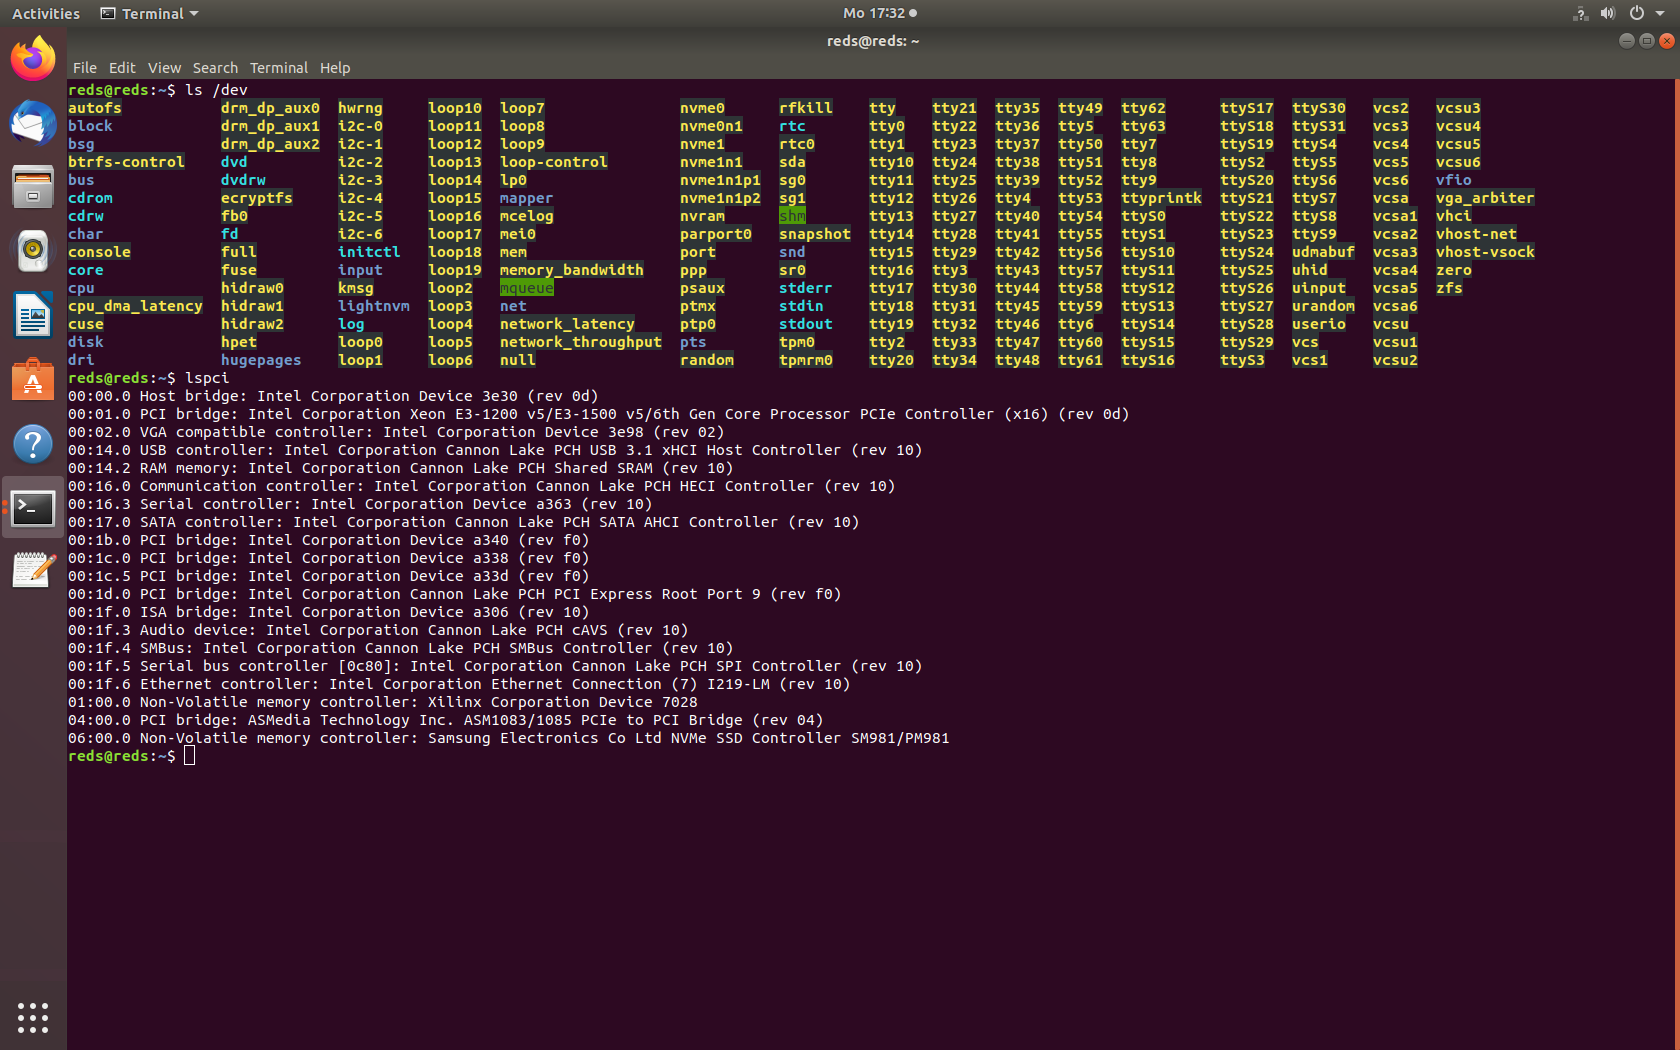 Activities Terminal Mo 17:32
reds@reds: ~
File Edit View Search Terminal Help
reds@reds:~$ ls /dev
autofs drm_dp_aux0 hwrng loop10 loop7 nvme0 rfkill tty tty21 tty35 tty49 tty62 ttyS17 ttyS30 vcs2 vcsu3
block drm_dp_aux1 i2c-0 loop11 loop8 nvme0n1 rtc tty0 tty22 tty36 tty5 tty63 ttyS18 ttyS31 vcs3 vcsu4
bsg drm_dp_aux2 i2c-1 loop12 loop9 nvme1 rtc0 tty1 tty23 tty37 tty50 tty7 ttyS19 ttyS4 vcs4 vcsu5
btrfs-control dvd i2c-2 loop13 loop-control nvme1n1 sda tty10 tty24 tty38 tty51 tty8 ttyS2 ttyS5 vcs5 vcsu6
bus dvdrw i2c-3 loop14 lp0 nvme1n1p1 sg0 tty11 tty25 tty39 tty52 tty9 ttyS20 ttyS6 vcs6 vfio
cdrom ecryptfs i2c-4 loop15 mapper nvme1n1p2 sg1 tty12 tty26 tty4 tty53 ttyprintk ttyS21 ttyS7 vcsa vga_arbiter
cdrw fb0 i2c-5 loop16 mcelog nvram shm tty13 tty27 tty40 tty54 ttyS0 ttyS22 ttyS8 vcsa1 vhci
char fd i2c-6 loop17 mei0 parport0 snapshot tty14 tty28 tty41 tty55 ttyS1 ttyS23 ttyS9 vcsa2 vhost-net
console full initctl loop18 mem port snd tty15 tty29 tty42 tty56 ttyS10 ttyS24 udmabuf vcsa3 vhost-vsock
core fuse input loop19 memory_bandwidth ppp sr0 tty16 tty3 tty43 tty57 ttyS11 ttyS25 uhid vcsa4 zero
cpu hidraw0 kmsg loop2 mqueue psaux stderr tty17 tty30 tty44 tty58 ttyS12 ttyS26 uinput vcsa5 zfs
cpu_dma_latency hidraw1 lightnvm loop3 net ptmx stdin tty18 tty31 tty45 tty59 ttyS13 ttyS27 urandom vcsa6
cuse hidraw2 log loop4 network_latency ptp0 stdout tty19 tty32 tty46 tty6 ttyS14 ttyS28 userio vcsu
disk hpet loop0 loop5 network_throughput pts tpm0 tty2 tty33 tty47 tty60 ttyS15 ttyS29 vcs vcsu1
dri hugepages loop1 loop6 null random tpmrm0 tty20 tty34 tty48 tty61 ttyS16 ttyS3 vcs1 vcsu2
reds@reds:~$ lspci
00:00.0 Host bridge: Intel Corporation Device 3e30 (rev 0d)
00:01.0 PCI bridge: Intel Corporation Xeon E3-1200 v5/E3-1500 v5/6th Gen Core Processor PCIe Controller (x16) (rev 0d)
00:02.0 VGA compatible controller: Intel Corporation Device 3e98 (rev 02)
00:14.0 USB controller: Intel Corporation Cannon Lake PCH USB 3.1 xHCI Host Controller (rev 10)
00:14.2 RAM memory: Intel Corporation Cannon Lake PCH Shared SRAM (rev 10)
00:16.0 Communication controller: Intel Corporation Cannon Lake PCH HECI Controller (rev 10)
00:16.3 Serial controller: Intel Corporation Device a363 (rev 10)
00:17.0 SATA controller: Intel Corporation Cannon Lake PCH SATA AHCI Controller (rev 10)
00:1b.0 PCI bridge: Intel Corporation Device a340 (rev f0)
00:1c.0 PCI bridge: Intel Corporation Device a338 (rev f0)
00:1c.5 PCI bridge: Intel Corporation Device a33d (rev f0)
00:1d.0 PCI bridge: Intel Corporation Cannon Lake PCH PCI Express Root Port 9 (rev f0)
00:1f.0 ISA bridge: Intel Corporation Device a306 (rev 10)
00:1f.3 Audio device: Intel Corporation Cannon Lake PCH cAVS (rev 10)
00:1f.4 SMBus: Intel Corporation Cannon Lake PCH SMBus Controller (rev 10)
00:1f.5 Serial bus controller [0c80]: Intel Corporation Cannon Lake PCH SPI Controller (rev 10)
00:1f.6 Ethernet controller: Intel Corporation Ethernet Connection (7) I219-LM (rev 10)
01:00.0 Non-Volatile memory controller: Xilinx Corporation Device 7028
04:00.0 PCI bridge: ASMedia Technology Inc. ASM1083/1085 PCIe to PCI Bridge (rev 04)
06:00.0 Non-Volatile memory controller: Samsung Electronics Co Ltd NVMe SSD Controller SM981/PM981
reds@reds:~$